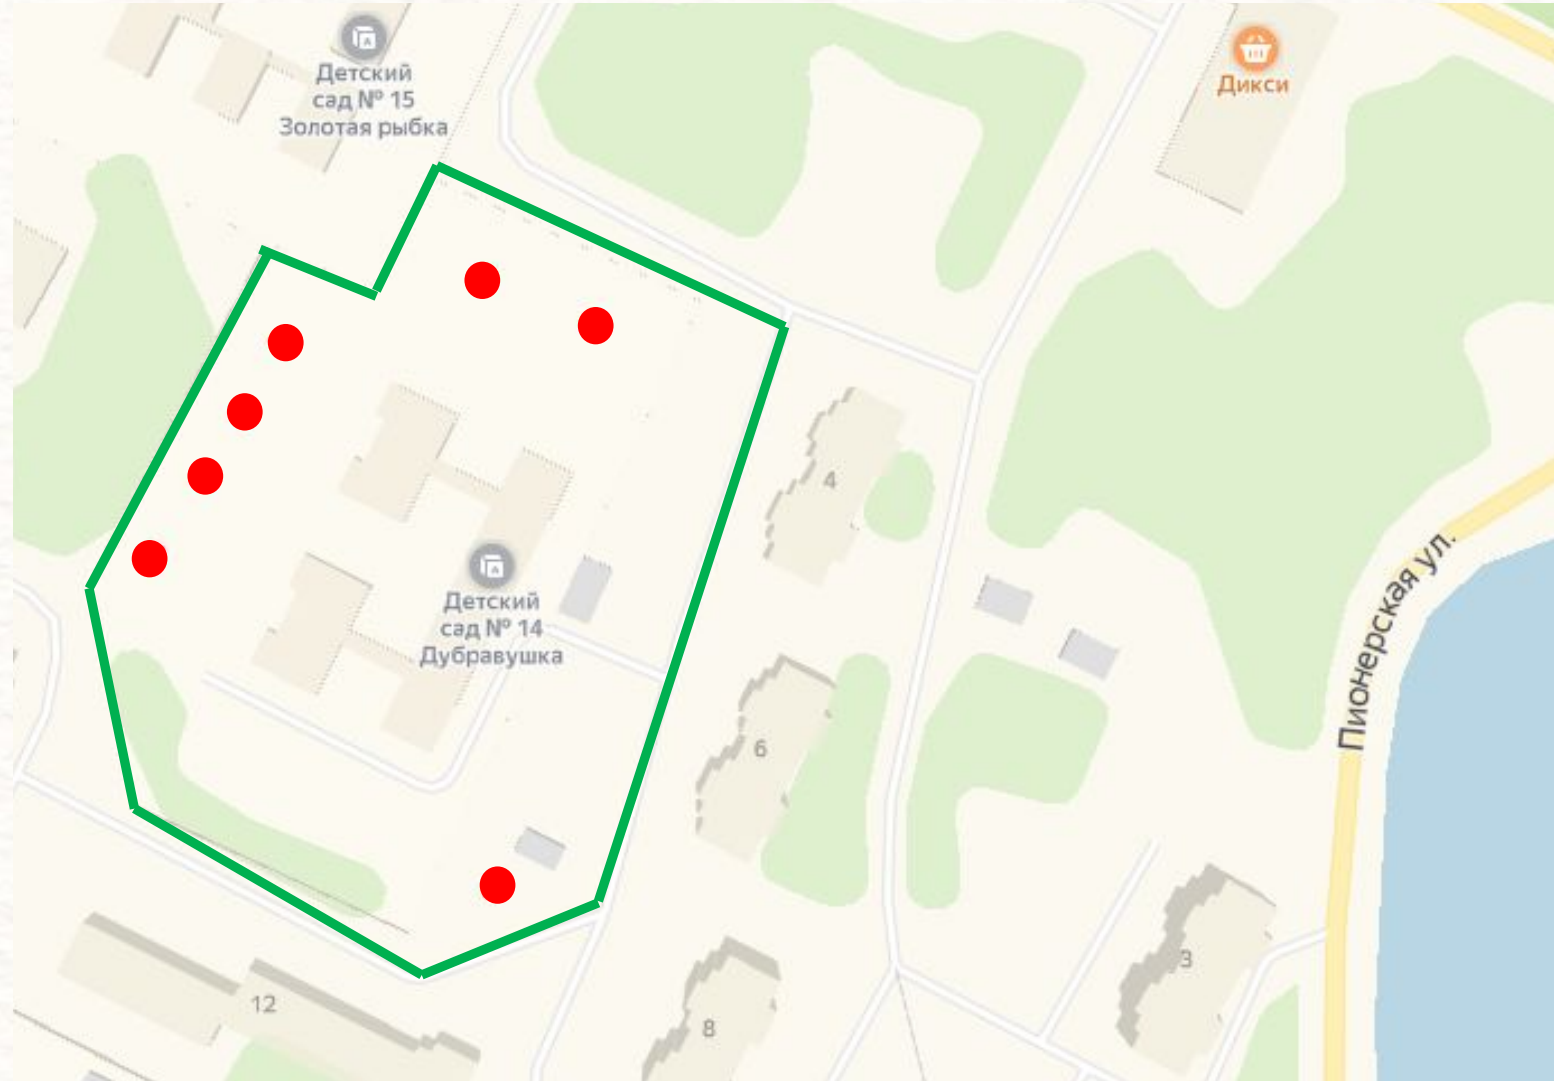 Детский
сад № 15
Золотая рыбка
Дикси
4
Детский
сад № 14
Дубравушка
Пионерская ул.
6
3
12
8